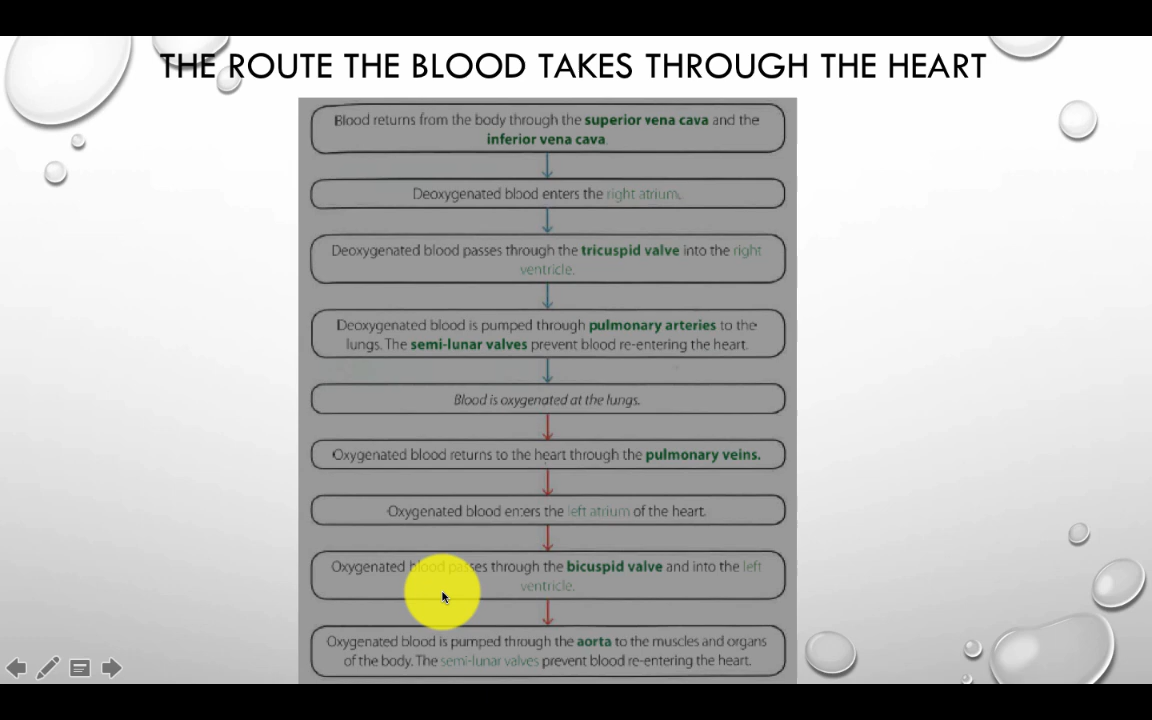 THE ROUTE THE BLOOD TAKES THROUGH THE HEART
Blood returns from the body through the superior vena cava and the
inferior vena cava.
Deoxygenated blood enters the right atrium.
Deoxygenated blood passes through the tricuspid valve into the right
ventricle.
Deoxygenated blood is pumped through pulmonary arteries to the
lungs. The semi-lunar valves prevent blood re-entering the heart.
Blood is oxygenated at the lungs.
Oxygenated blood returns to the heart through the pulmonary veins.
Oxygenated blood enters the left atrium of the heart.
Oxygenated blood passes through the bicuspid valve and into the left
ventricle.
Oxygenated blood is pumped through the aorta to the muscles and organs
of the body. The semi-lunar valves prevent blood re-entering the heart.